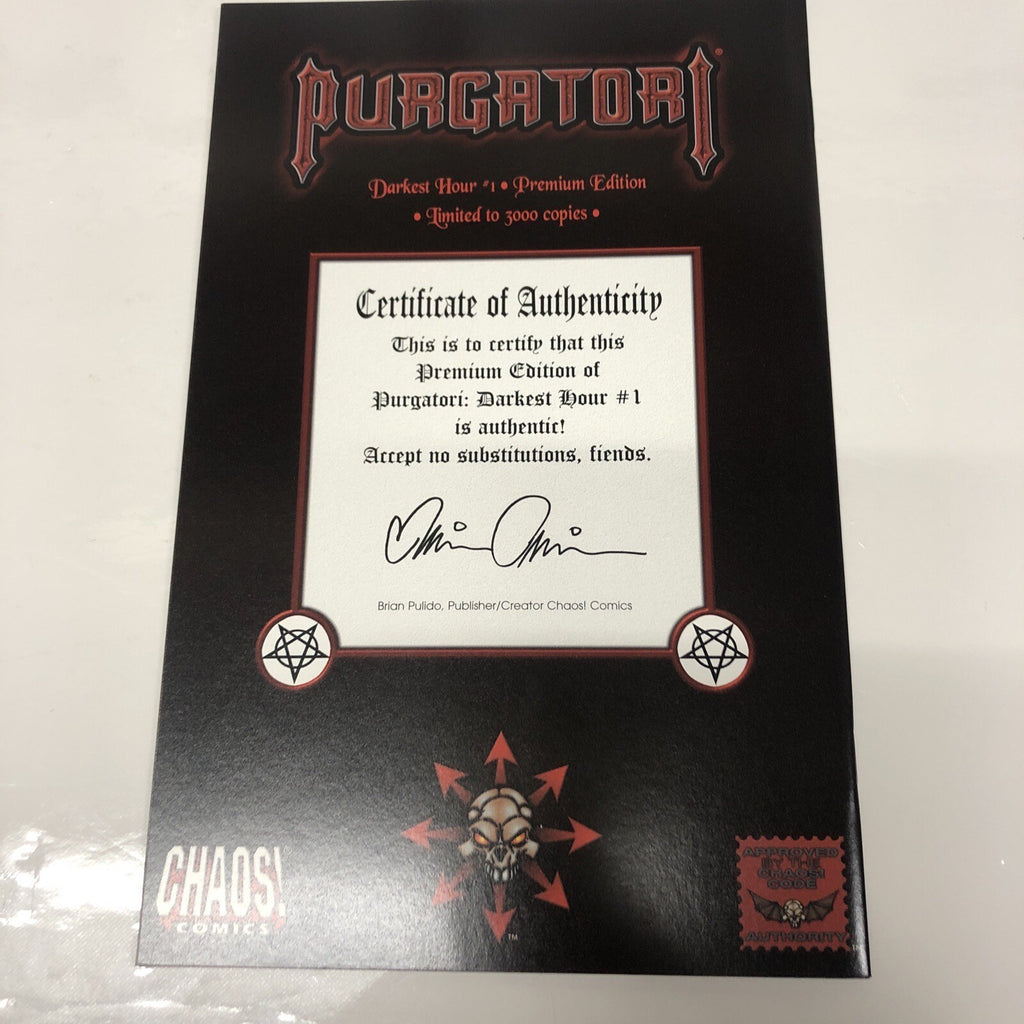 PURGATORI®
Darkest Hour #1 • Premium Edition
• Limited to 3000 copies •
Certificate of Authenticity
This is to certify that this
Premium Edition of
Purgatori: Darkest Hour #1
is authentic!
Accept no substitutions, fiends.
Brian Pulido, Publisher/Creator Chaos! Comics
CHAOS!
COMICS
TM
APPROVED
BY THE
CHAOS!
CODE
AUTHORITY